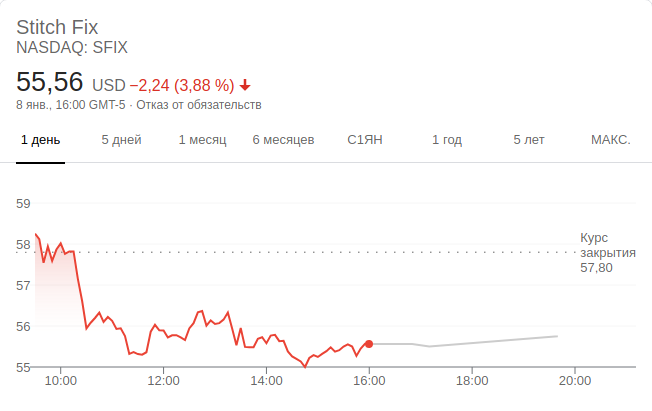 Stitch Fix
NASDAQ: SFIX
55,56 USD −2,24 (3,88 %)
8 янв., 16:00 GMT-5 · Отказ от обязательств
1 день 5 дней 1 месяц 6 месяцев С1ЯН 1 год 5 лет МАКС.
59
58
57
56
55
Курс
закрытия
57,80
10:00 12:00 14:00 16:00 18:00 20:00